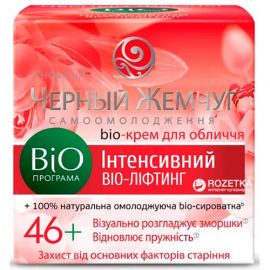 ЧЕРНЫЙ ЖЕМЧУГ
САМООМОЛОДЖЕННЯ
bio-крем для обличчя
BiO
ПРОГРАМА
Інтенсивний
BIO-ЛІФТИНГ
+ 100% натуральна омолоджуюча bio-сироватка
46+
Візуально розгладжує зморшки
Відновлює пружність
Захист від основних факторів старіння
ROZETKA